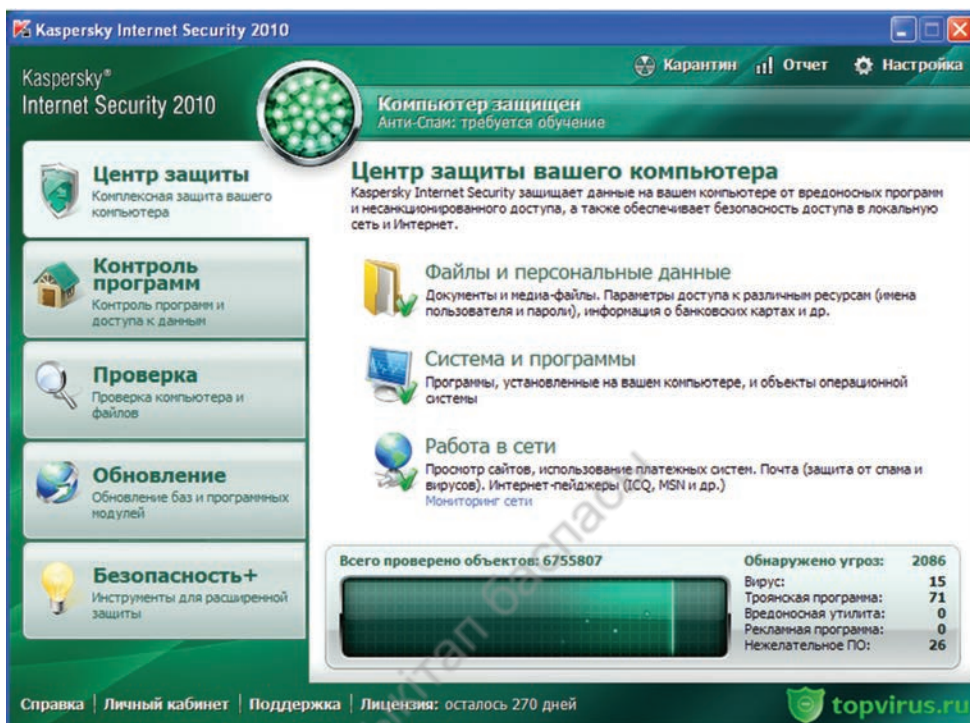 Kaspersky Internet Security 2010
Карантин Отчет Настройка
Kaspersky®
Internet Security 2010
Компьютер защищен
Анти-Спам: требуется обучение
Центр защиты
Комплексная защита вашего
компьютера
Контроль
программ
Контроль программ и
доступа к данным
Проверка
Проверка компьютера и
файлов
Обновление
Обновление баз и программных
модулей
Безопасность+
Инструменты для расширенной
защиты
Центр защиты вашего компьютера
Kaspersky Internet Security защищает данные на вашем компьютере от вредоносных программ
и несанкционированного доступа, а также обеспечивает безопасность доступа в локальную
сеть и Интернет.
Файлы и персональные данные
Документы и медиа-файлы. Параметры доступа к различным ресурсам (имена
пользователя и пароли), информация о банковских картах и др.
Система и программы
Программы, установленные на вашем компьютере, и объекты операционной
системы
Работа в сети
Просмотр сайтов, использование платежных систем. Почта (защита от спама и
вирусов). Интернет-пейджеры (ICQ, MSN и др.)
Мониторинг сети
Всего проверено объектов: 6755807
Обнаружено угроз: 2086
Вирус: 15
Троянская программа: 71
Вредоносная утилита: 0
Рекламная программа: 0
Нежелательное ПО: 26
Справка | Личный кабинет | Поддержка | Лицензия: осталось 270 дней
topvirus.ru
окітап баспасы